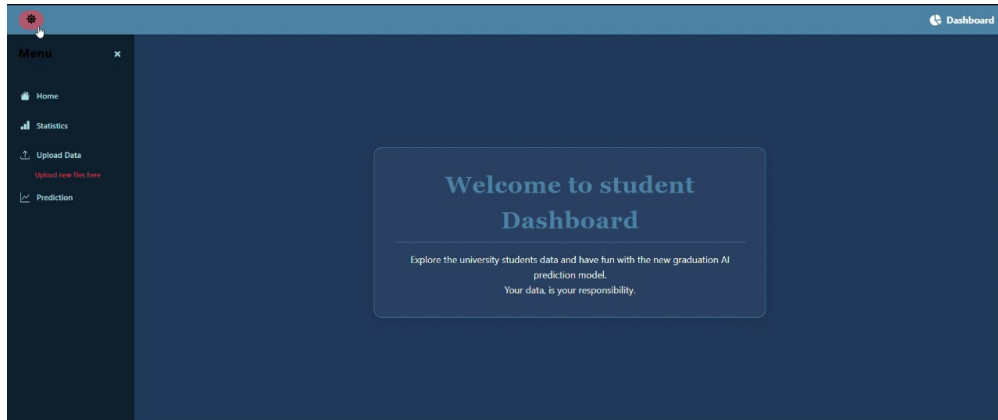 Dashboard
Menu
Home
Statistics
Upload Data
Upload new files here
Prediction
Welcome to student
Dashboard
Explore the university students data and have fun with the new graduation AI
prediction model.
Your data, is your responsibility.